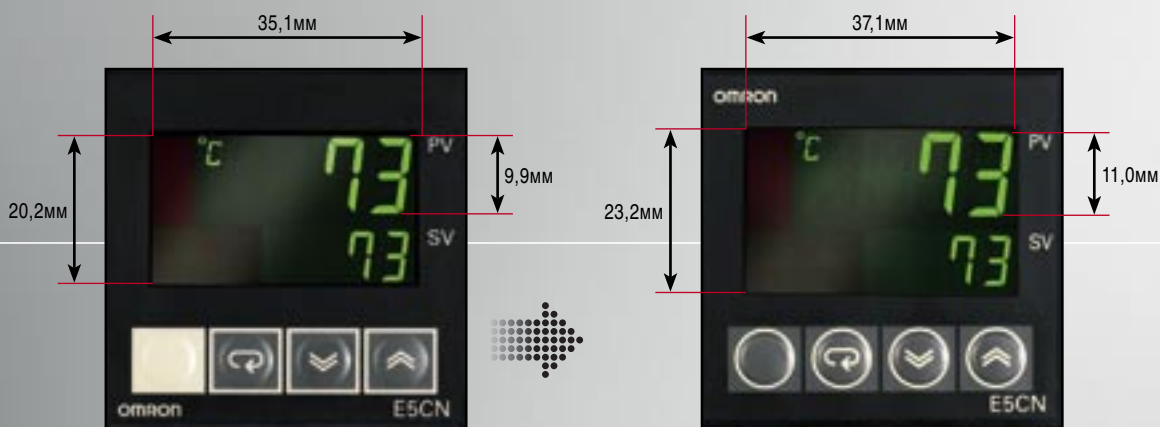 35,1мм
37,1мм
omron
°C 73 PV
9,9мм
20,2мм
73 SV
omron E5CN
°C 73 PV
11,0мм
23,2мм
73 SV
E5CN